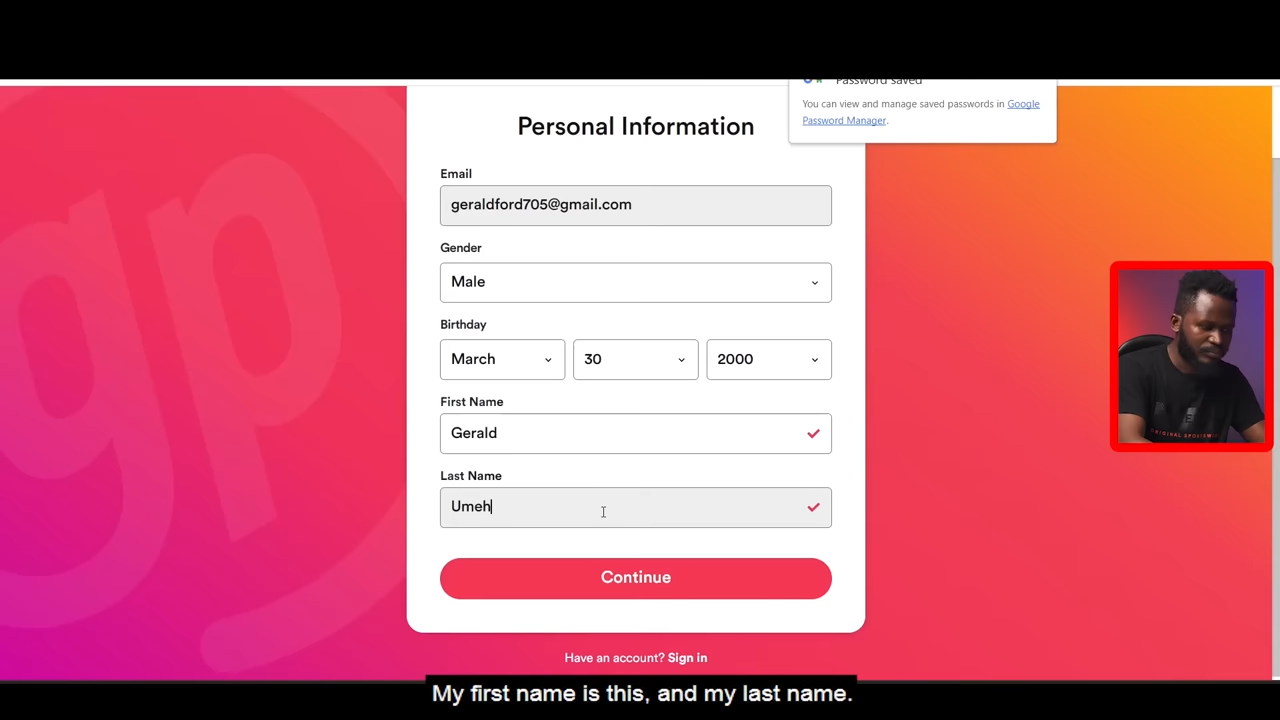 Password saved
You can view and manage saved passwords in Google
Password Manager.
Personal Information
Email
geraldford705@gmail.com
Gender
Male
Birthday
March 30 2000
First Name
Gerald
Last Name
Umeh
Continue
Have an account? Sign in
gp
My first name is this, and my last name.